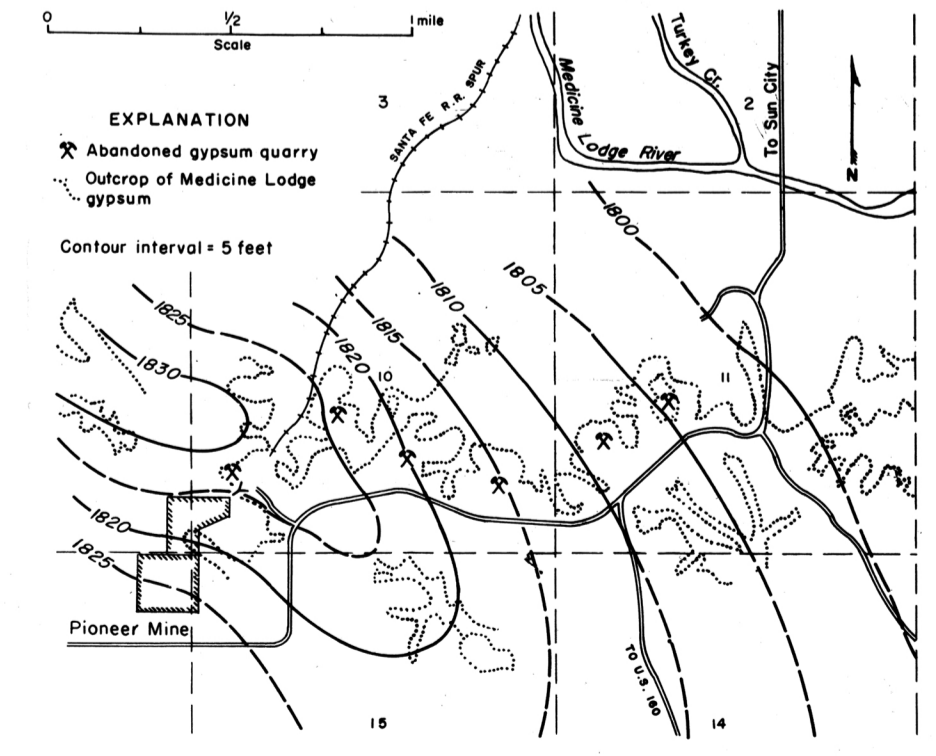 0 1/2 1 mile
Scale
EXPLANATION
Abandoned gypsum quarry
Outcrop of Medicine Lodge
gypsum
Contour interval = 5 feet
3
SANTA FE R.R. SPUR
Medicine Lodge River
Turkey Cr.
2
To Sun City
N
1800
1805
1810
1815
1820
1825
1830
10
11
1820
1825
Pioneer Mine
15
TO U.S. 160
14